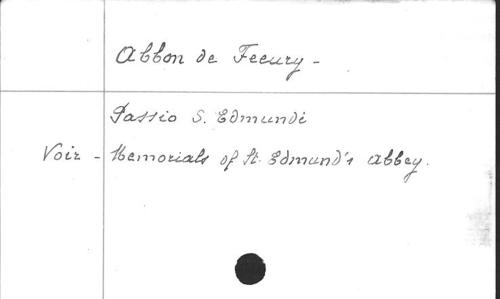 Abbon de Fleury -
Passio S. Edmundi
Voir - Memorials of St. Edmund's abbey.